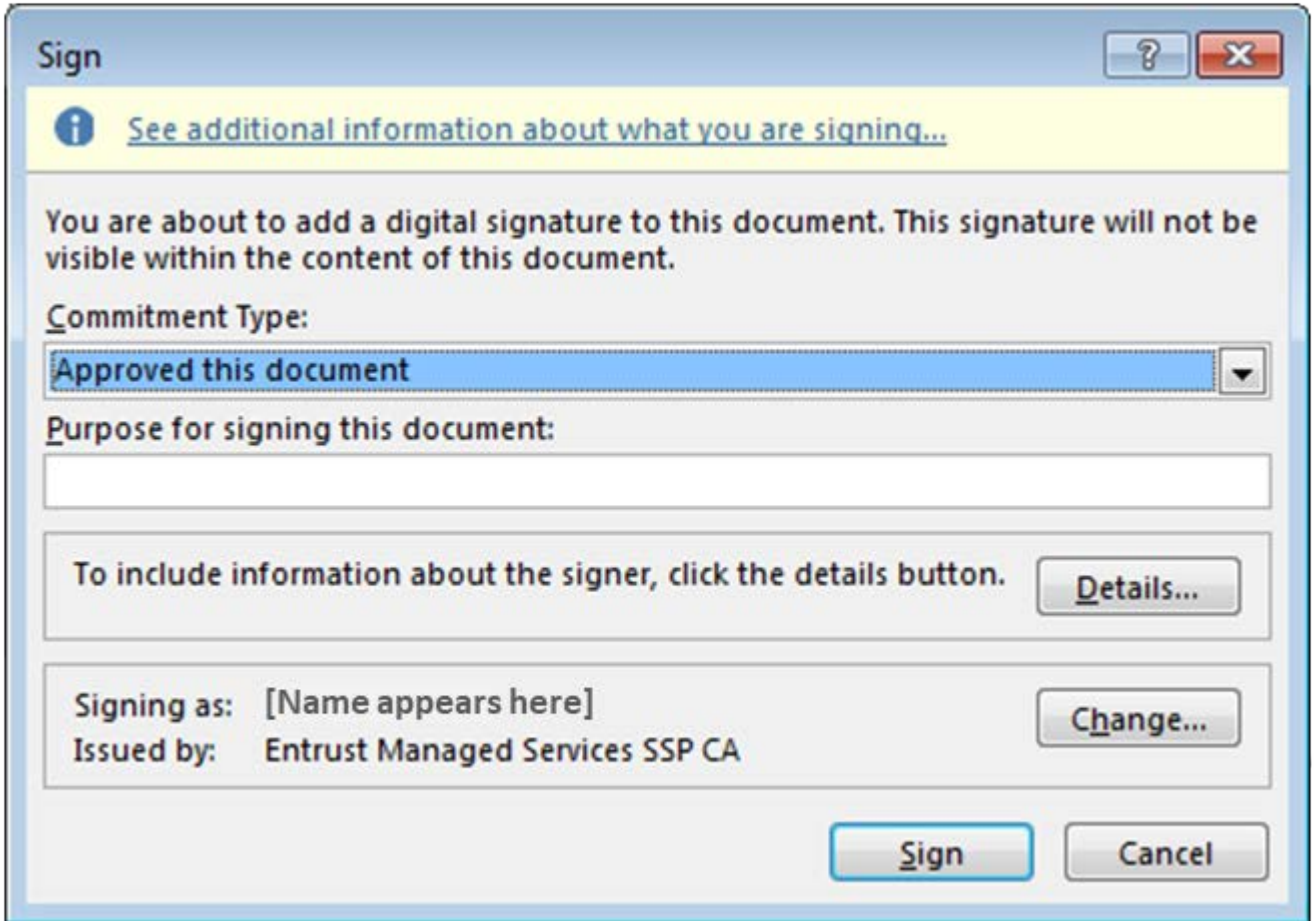 Sign
See additional information about what you are signing...
You are about to add a digital signature to this document. This signature will not be
visible within the content of this document.
Commitment Type:
Approved this document
Purpose for signing this document:
To include information about the signer, click the details button.
Details...
Signing as: [Name appears here]
Change...
Issued by: Entrust Managed Services SSP CA
Sign Cancel